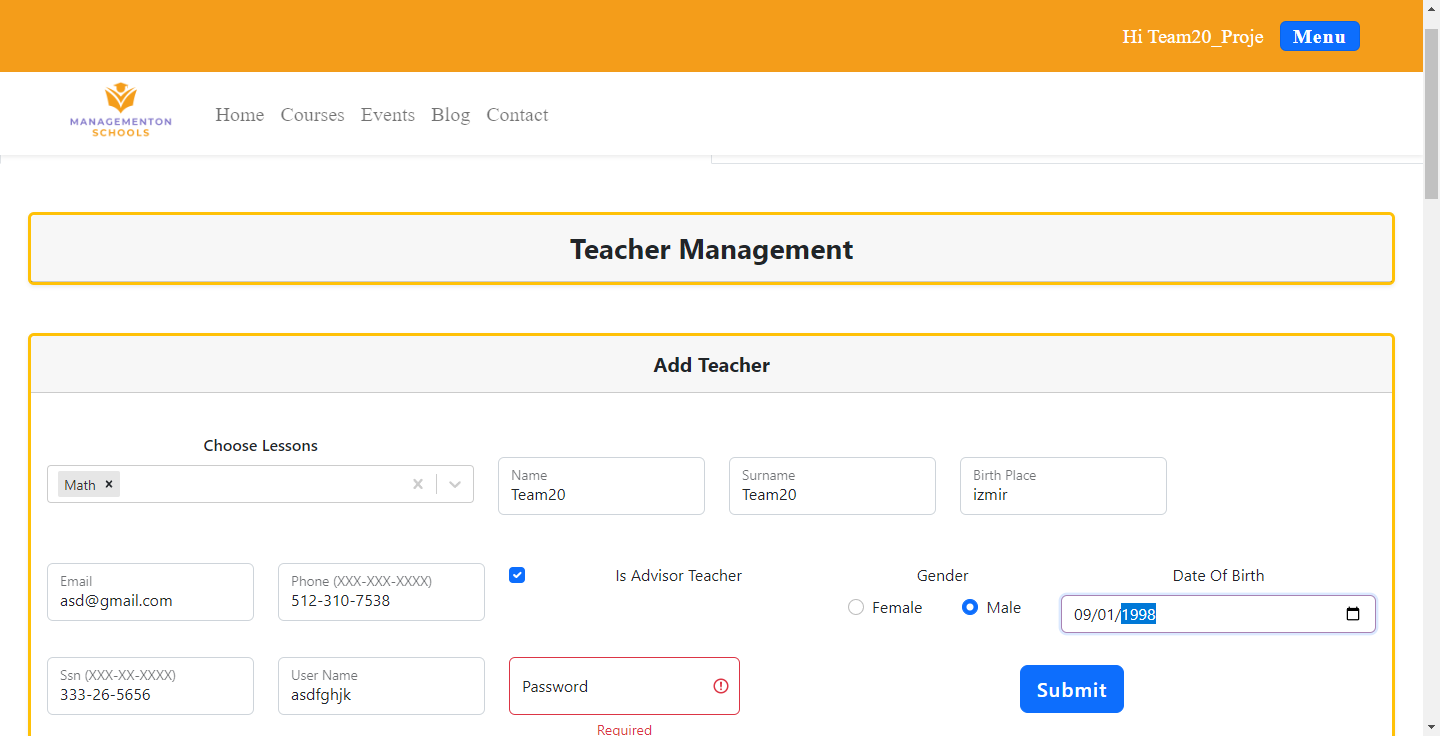 Hi Team20_Proje Menu
MANAGEMENTON
SCHOOLS
Home Courses Events Blog Contact
Teacher Management
Add Teacher
Choose Lessons
Math
Name
Team20
Surname
Team20
Birth Place
izmir
Email
asd@gmail.com
Phone (XXX-XXX-XXXX)
512-310-7538
Is Advisor Teacher
Gender
Female Male
Date Of Birth
09/01/1998
Ssn (XXX-XX-XXXX)
333-26-5656
User Name
asdfghjk
Password
Required
Submit